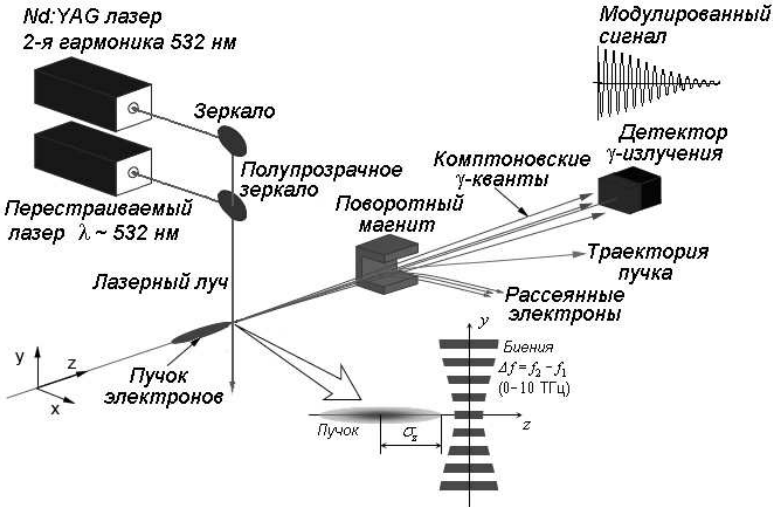 Nd:YAG лазер
2-я гармоника 532 нм
Модулированный
сигнал
Зеркало
Детектор
γ-излучения
Комптоновские
γ-кванты
Полупрозрачное
зеркало
Поворотный
магнит
Перестраиваемый
лазер λ ~ 532 нм
Траектория
пучка
Лазерный луч
Рассеянные
электроны
y
z
x
Пучок
электронов
y
Биения
Δf = f₂ – f₁
(0–10 ТГц)
z
Пучок
σz